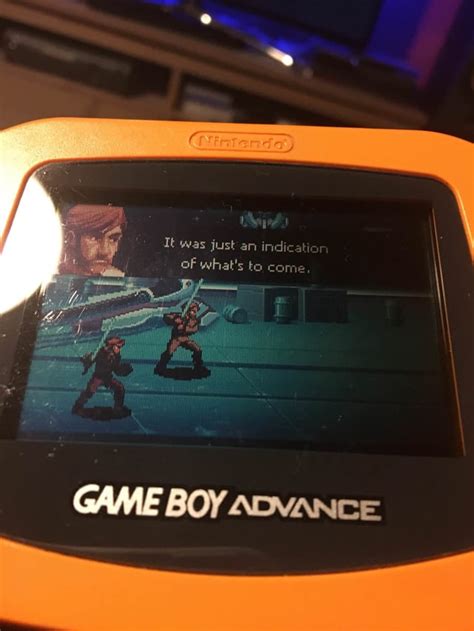 Nintendo
It was just an indication
of what's to come.
GAME BOY ADVANCE